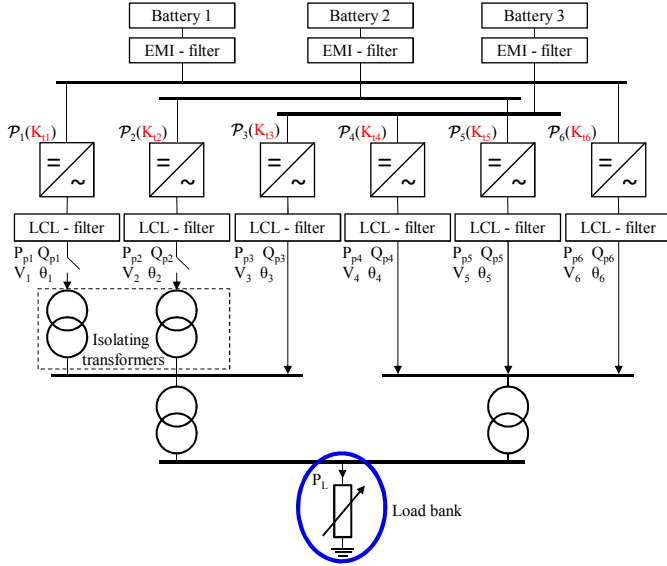 Battery 1 Battery 2 Battery 3
EMI - filter EMI - filter EMI - filter
𝒫₁(Kt1) 𝒫₂(Kt2) 𝒫₃(Kt3) 𝒫₄(Kt4) 𝒫₅(Kt5) 𝒫₆(Kt6)
= = = = = =
~ ~ ~ ~ ~ ~
LCL - filter LCL - filter LCL - filter LCL - filter LCL - filter LCL - filter
Pp1 Qp1 Pp2 Qp2 Pp3 Qp3 Pp4 Qp4 Pp5 Qp5 Pp6 Qp6
V1 θ1 V2 θ2 V3 θ3 V4 θ4 V5 θ5 V6 θ6
Isolating
transformers
PL
Load bank